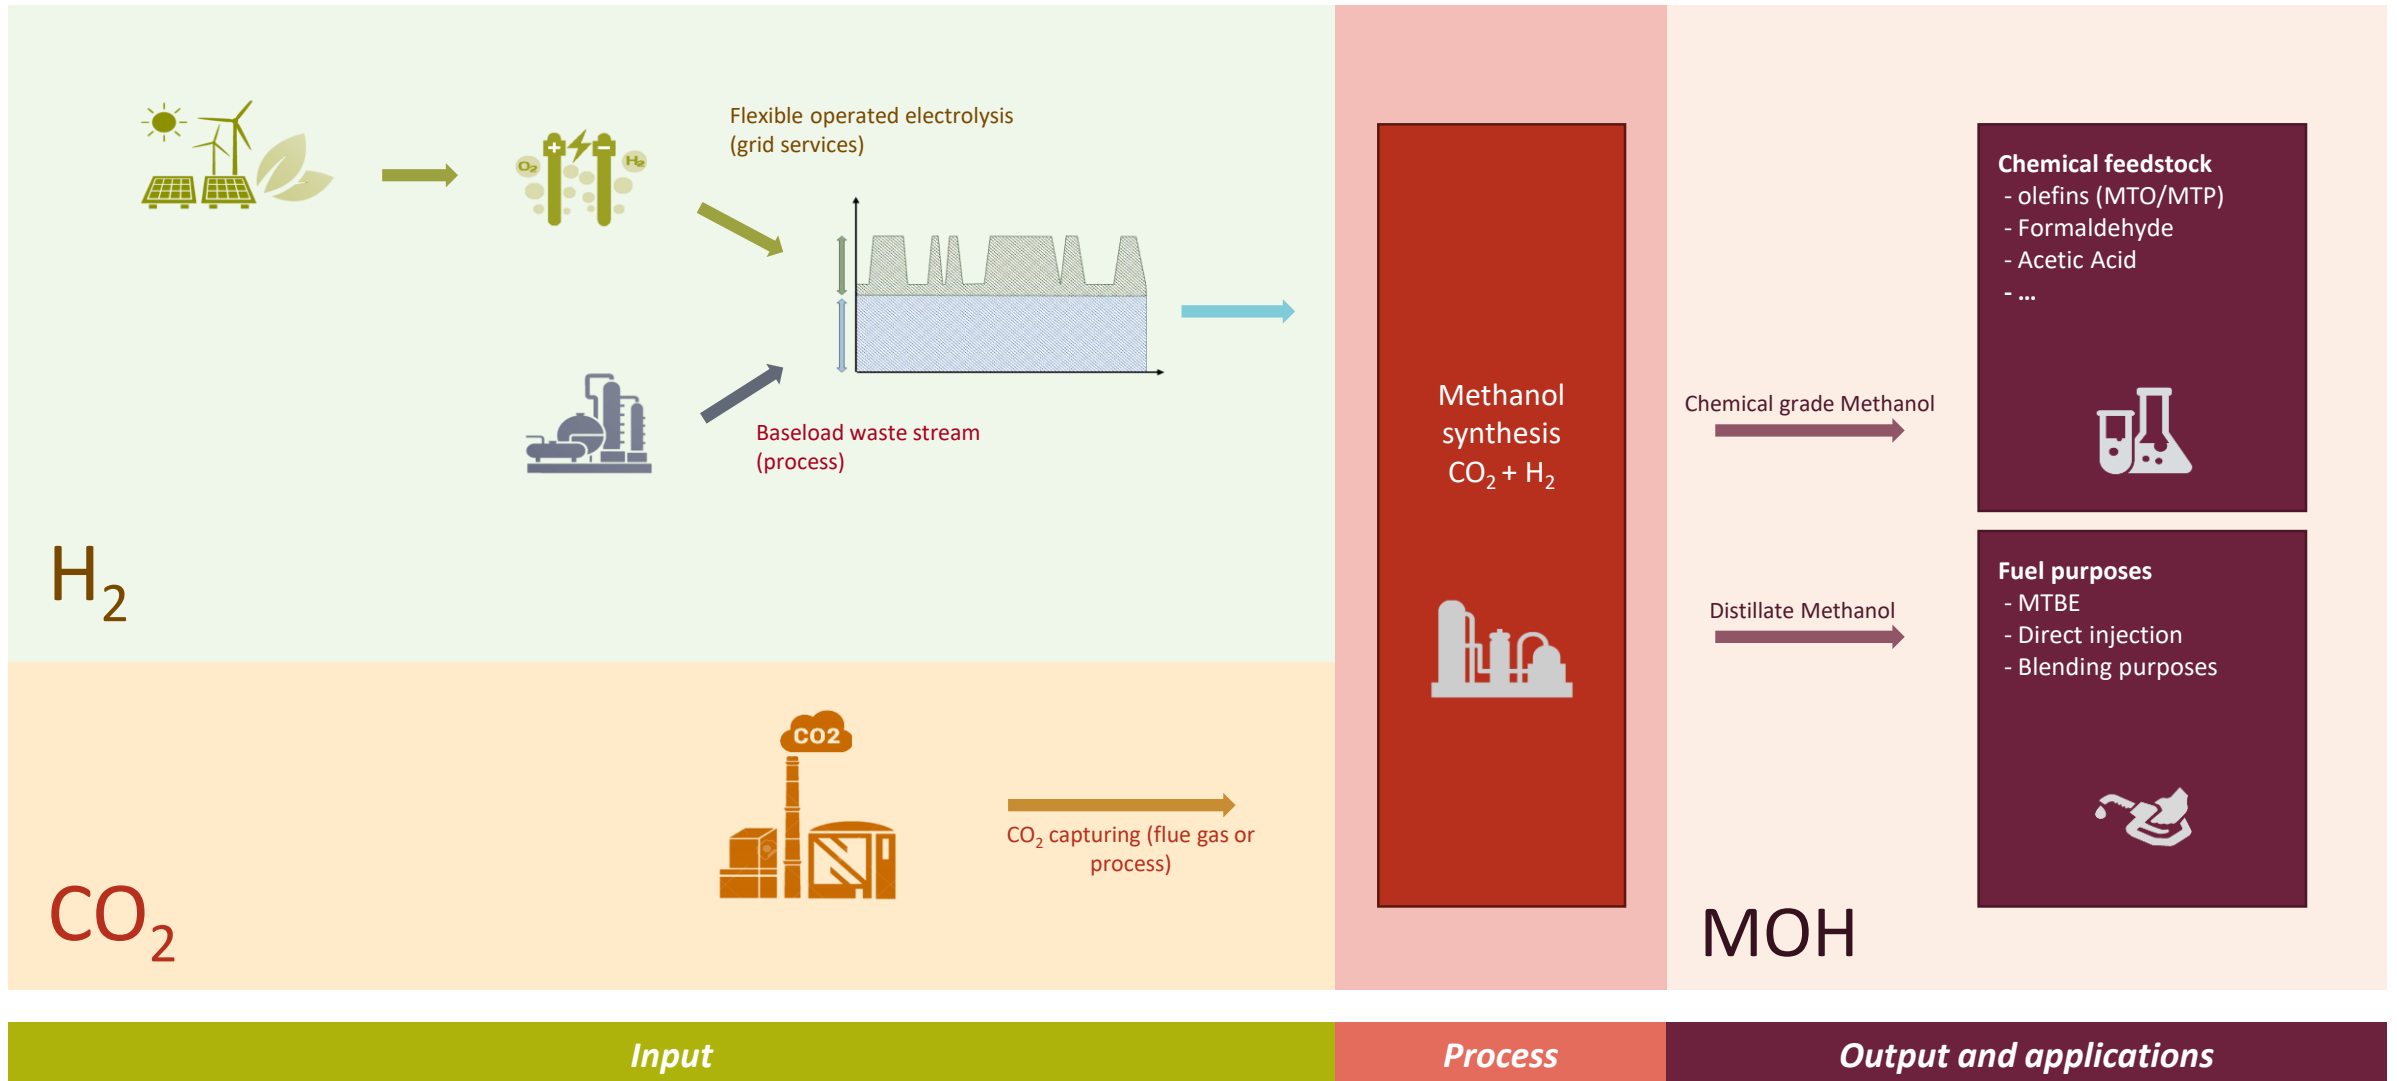 Flexible operated electrolysis
(grid services)
O₂
+
-
H₂
Baseload waste stream
(process)
H₂
CO2
CO₂ capturing (flue gas or
process)
CO₂
Methanol
synthesis
CO₂ + H₂
Chemical grade Methanol
Distillate Methanol
Chemical feedstock
- olefins (MTO/MTP)
- Formaldehyde
- Acetic Acid
- ...
Fuel purposes
- MTBE
- Direct injection
- Blending purposes
MOH
Input
Process
Output and applications